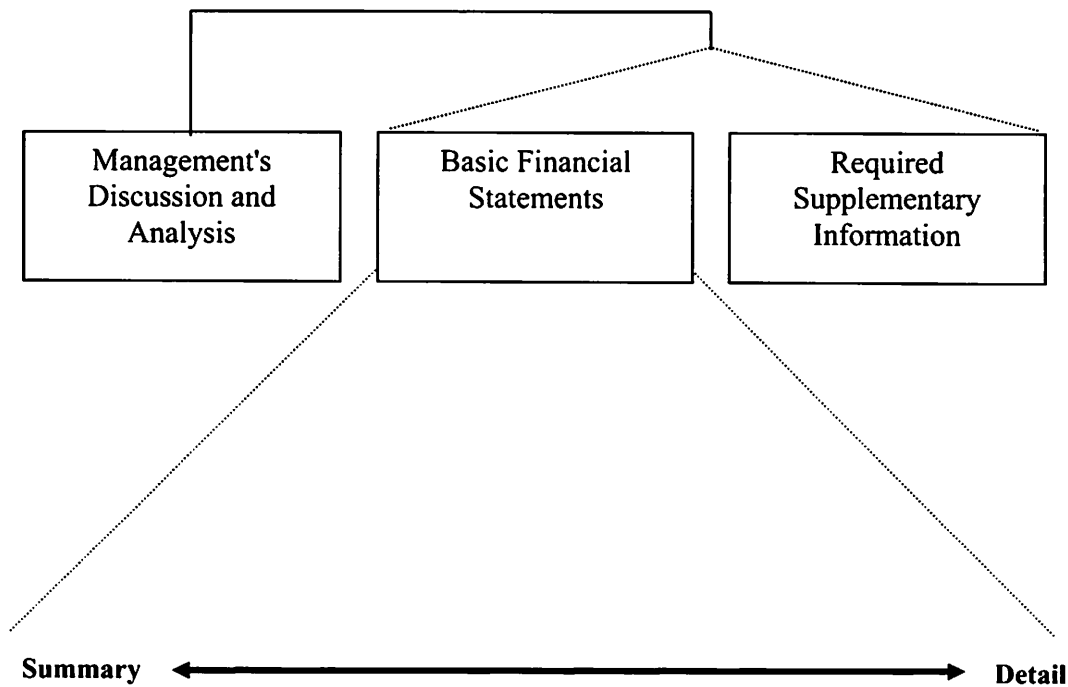 Management's
Discussion and
Analysis
Basic Financial
Statements
Required
Supplementary
Information
Summary
Detail